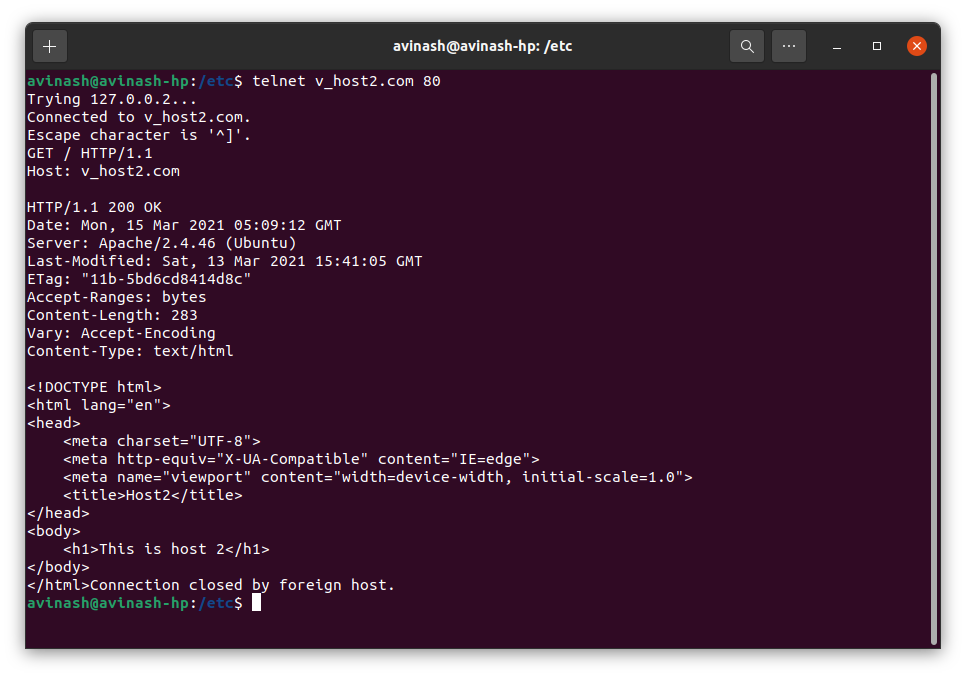 avinash@avinash-hp: /etc
avinash@avinash-hp:/etc$ telnet v_host2.com 80
Trying 127.0.0.2...
Connected to v_host2.com.
Escape character is '^]'.
GET / HTTP/1.1
Host: v_host2.com

HTTP/1.1 200 OK
Date: Mon, 15 Mar 2021 05:09:12 GMT
Server: Apache/2.4.46 (Ubuntu)
Last-Modified: Sat, 13 Mar 2021 15:41:05 GMT
ETag: "11b-5bd6cd8414d8c"
Accept-Ranges: bytes
Content-Length: 283
Vary: Accept-Encoding
Content-Type: text/html

<!DOCTYPE html>
<html lang="en">
<head>
    <meta charset="UTF-8">
    <meta http-equiv="X-UA-Compatible" content="IE=edge">
    <meta name="viewport" content="width=device-width, initial-scale=1.0">
    <title>Host2</title>
</head>
<body>
    <h1>This is host 2</h1>
</body>
</html>Connection closed by foreign host.
avinash@avinash-hp:/etc$